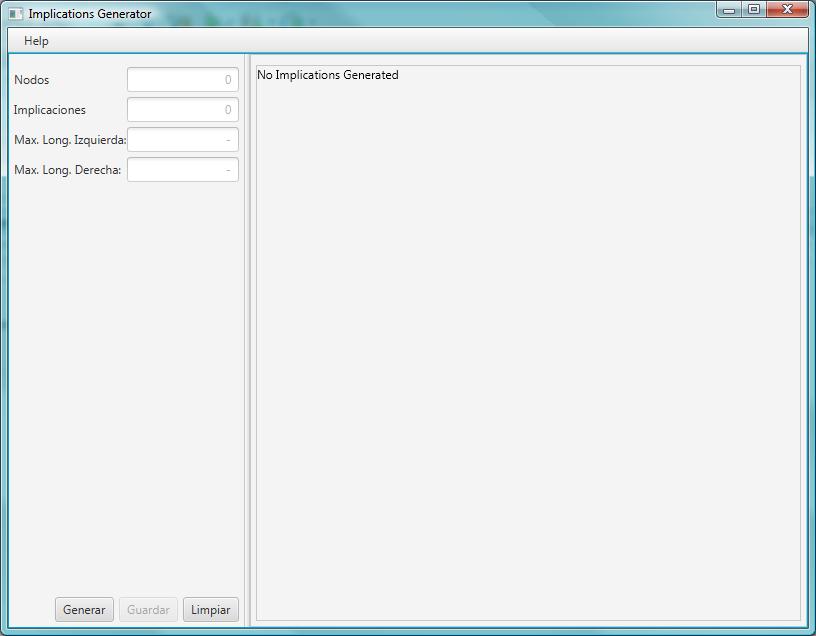 Implications Generator
Help
Nodos 0
Implicaciones 0
Max. Long. Izquierda: -
Max. Long. Derecha: -
No Implications Generated
Generar Guardar Limpiar